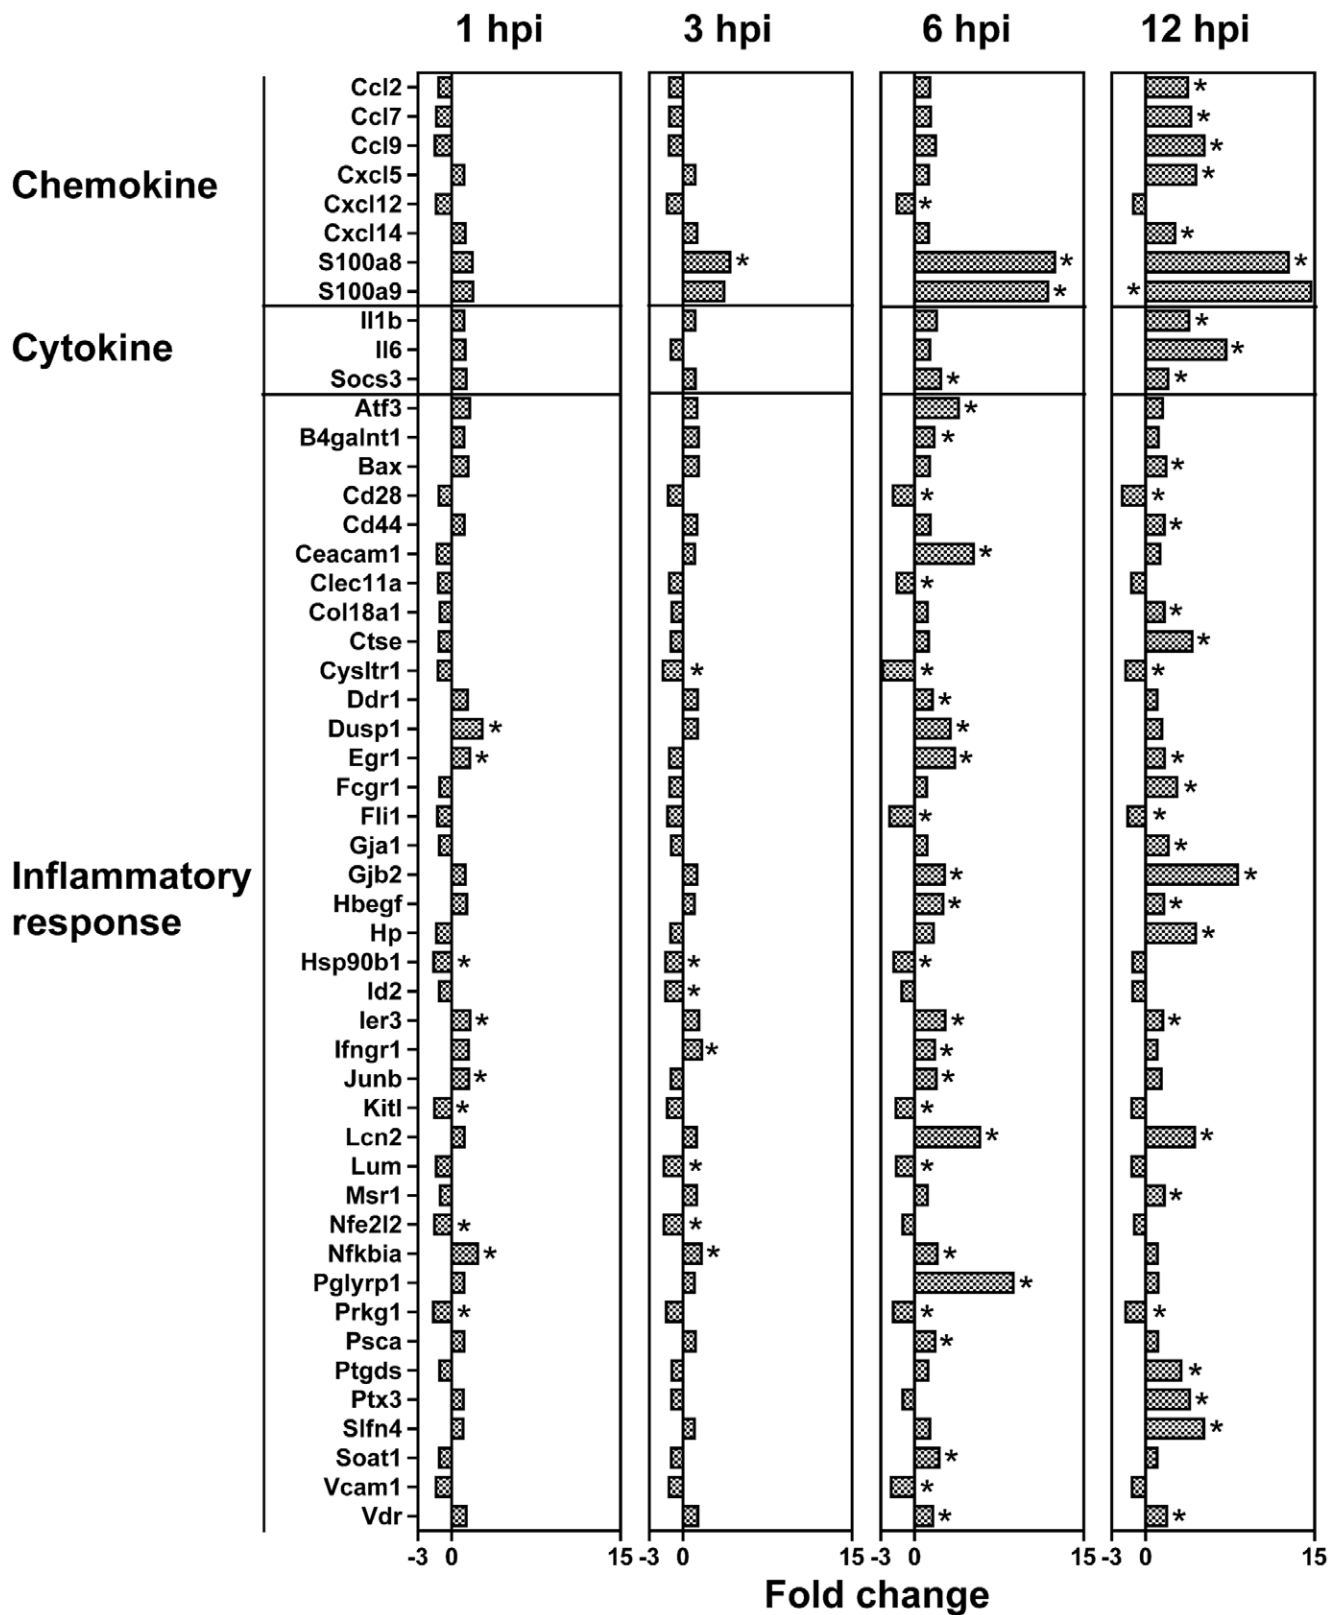 1 hpi 3 hpi 6 hpi 12 hpi
Chemokine
Ccl2
Ccl7
Ccl9 *
Cxcl5
Cxcl12 *
Cxcl14 *
S100a8 * * *
S100a9 * *
Cytokine
Il1b *
Il6 *
Socs3 * *
Inflammatory
response
Atf3 *
B4galnt1 *
Bax *
Cd28 * *
Cd44 *
Ceacam1 *
Clec11a *
Col18a1 *
Ctse *
Cysltr1 * * *
Ddr1 *
Dusp1 * *
Egr1 * * *
Fcgr1 *
Fli1 * *
Gja1 *
Gjb2 * *
Hbegf * *
Hp *
Hsp90b1 * * *
Id2 *
Ier3 * * *
Ifngr1 * *
Junb * *
Kitl * *
Lcn2 * *
Lum * *
Msr1 *
Nfe2l2 * *
Nfkbia * * *
Pglyrp1 *
Prkg1 * * *
Psca *
Ptgds *
Ptx3 *
Slfn4 *
Soat1 *
Vcam1 *
Vdr * *
-3 0 15 -3 0 15 -3 0 15 -3 0 15
Fold change